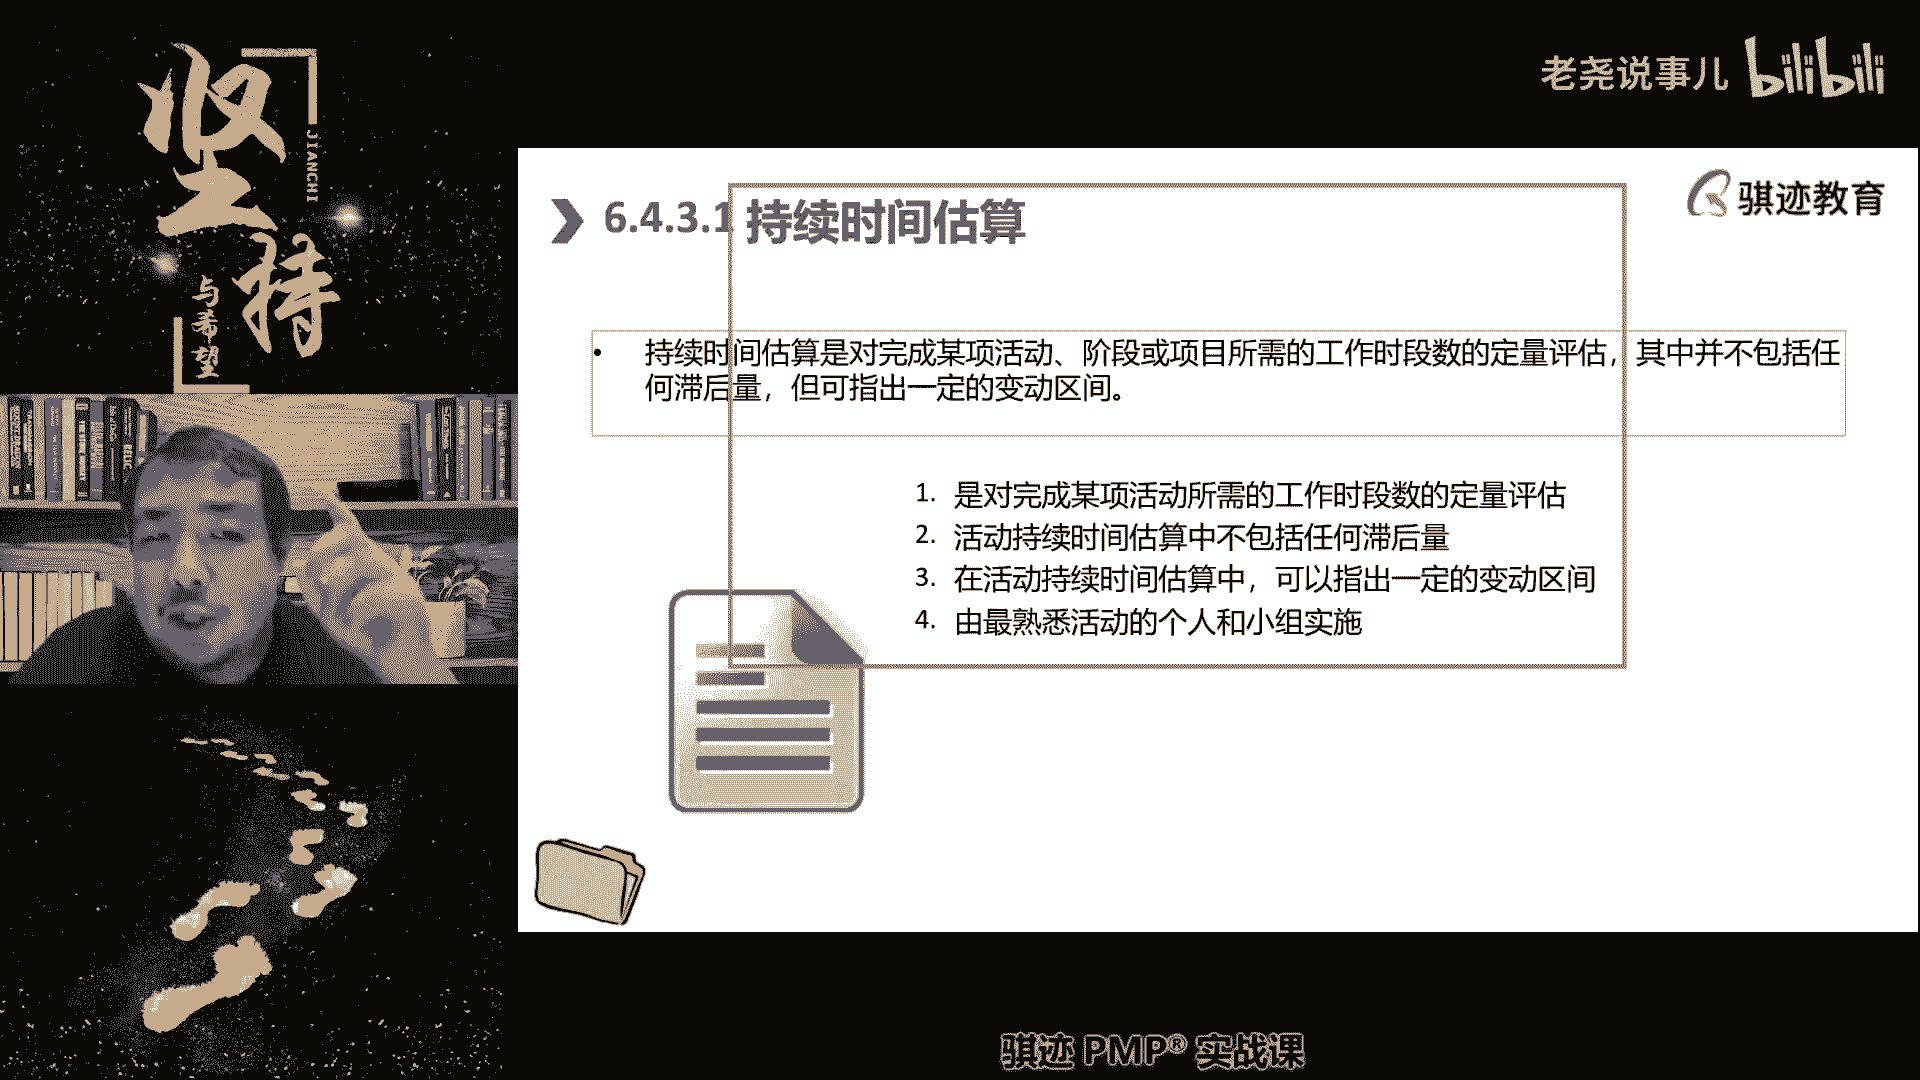 坚持
JIANCHI
与希望
老尧说事儿 bilibili
骐迹教育
6.4.3.1 持续时间估算
• 持续时间估算是对完成某项活动、阶段或项目所需的工作时段数的定量评估，其中并不包括任
何滞后量，但可指出一定的变动区间。
1. 是对完成某项活动所需的工作时段数的定量评估
2. 活动持续时间估算中不包括任何滞后量
3. 在活动持续时间估算中，可以指出一定的变动区间
4. 由最熟悉活动的个人和小组实施
骐迹 PMP® 实战课